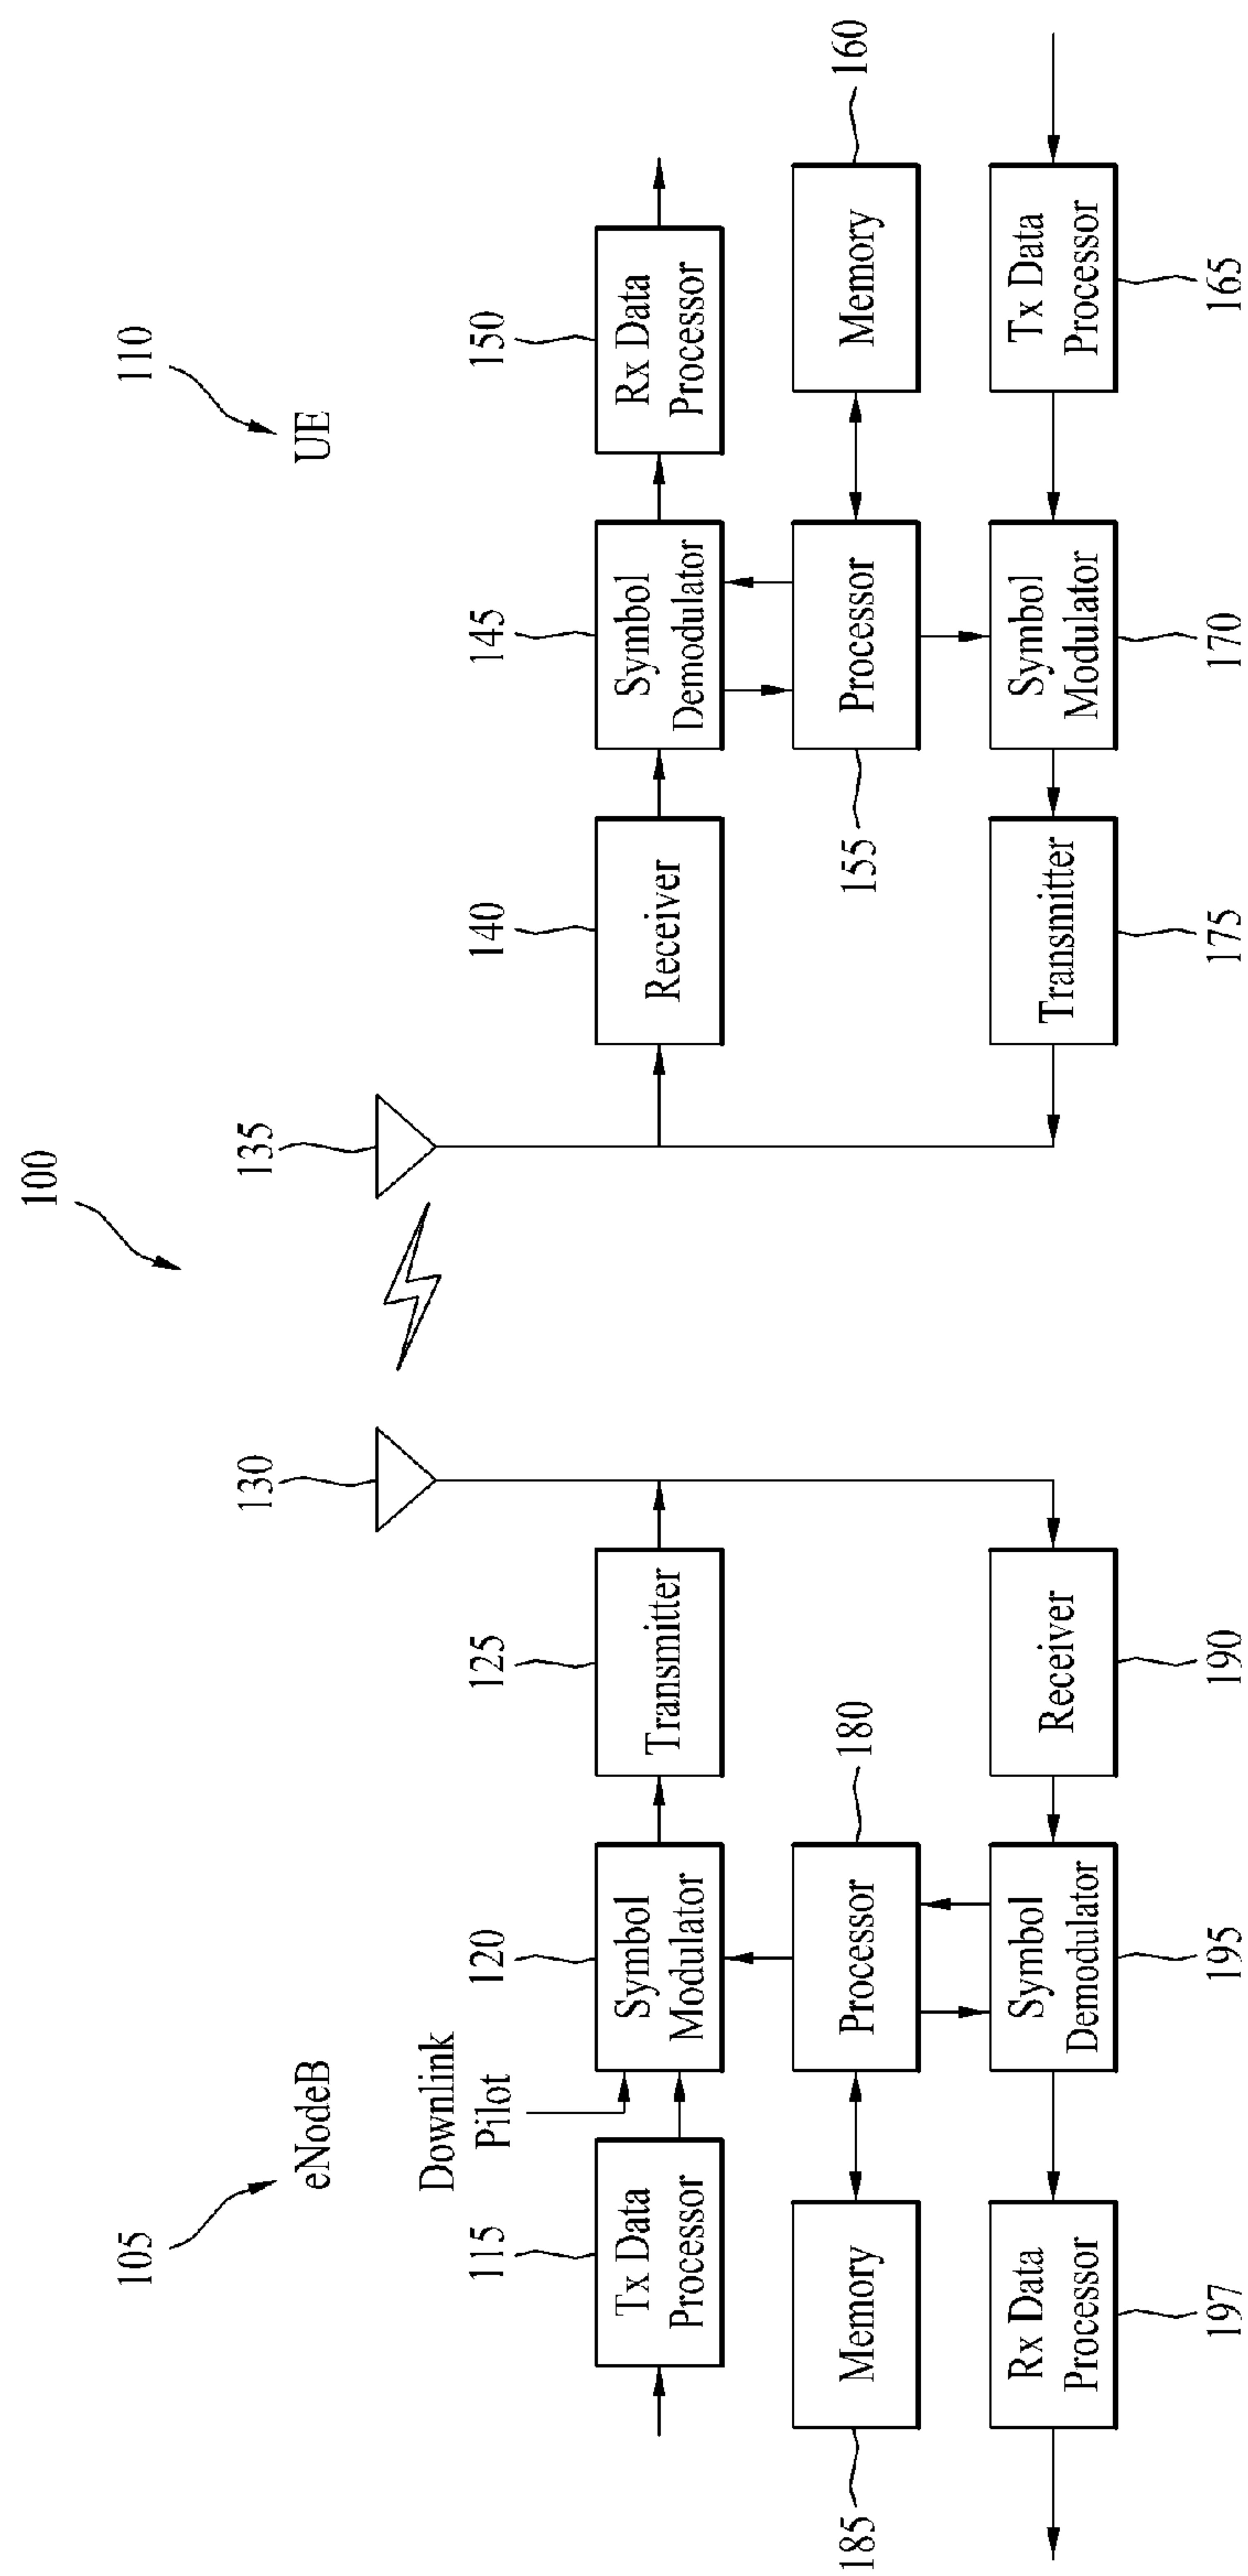 100
105
eNodeB
110
UE
130
135
Downlink
Pilot
115
Tx Data
Processor
120
Symbol
Modulator
125
Transmitter
140
Receiver
145
Symbol
Demodulator
150
Rx Data
Processor
185
Memory
180
Processor
155
Processor
160
Memory
197
Rx Data
Processor
195
Symbol
Demodulator
190
Receiver
175
Transmitter
170
Symbol
Modulator
165
Tx Data
Processor